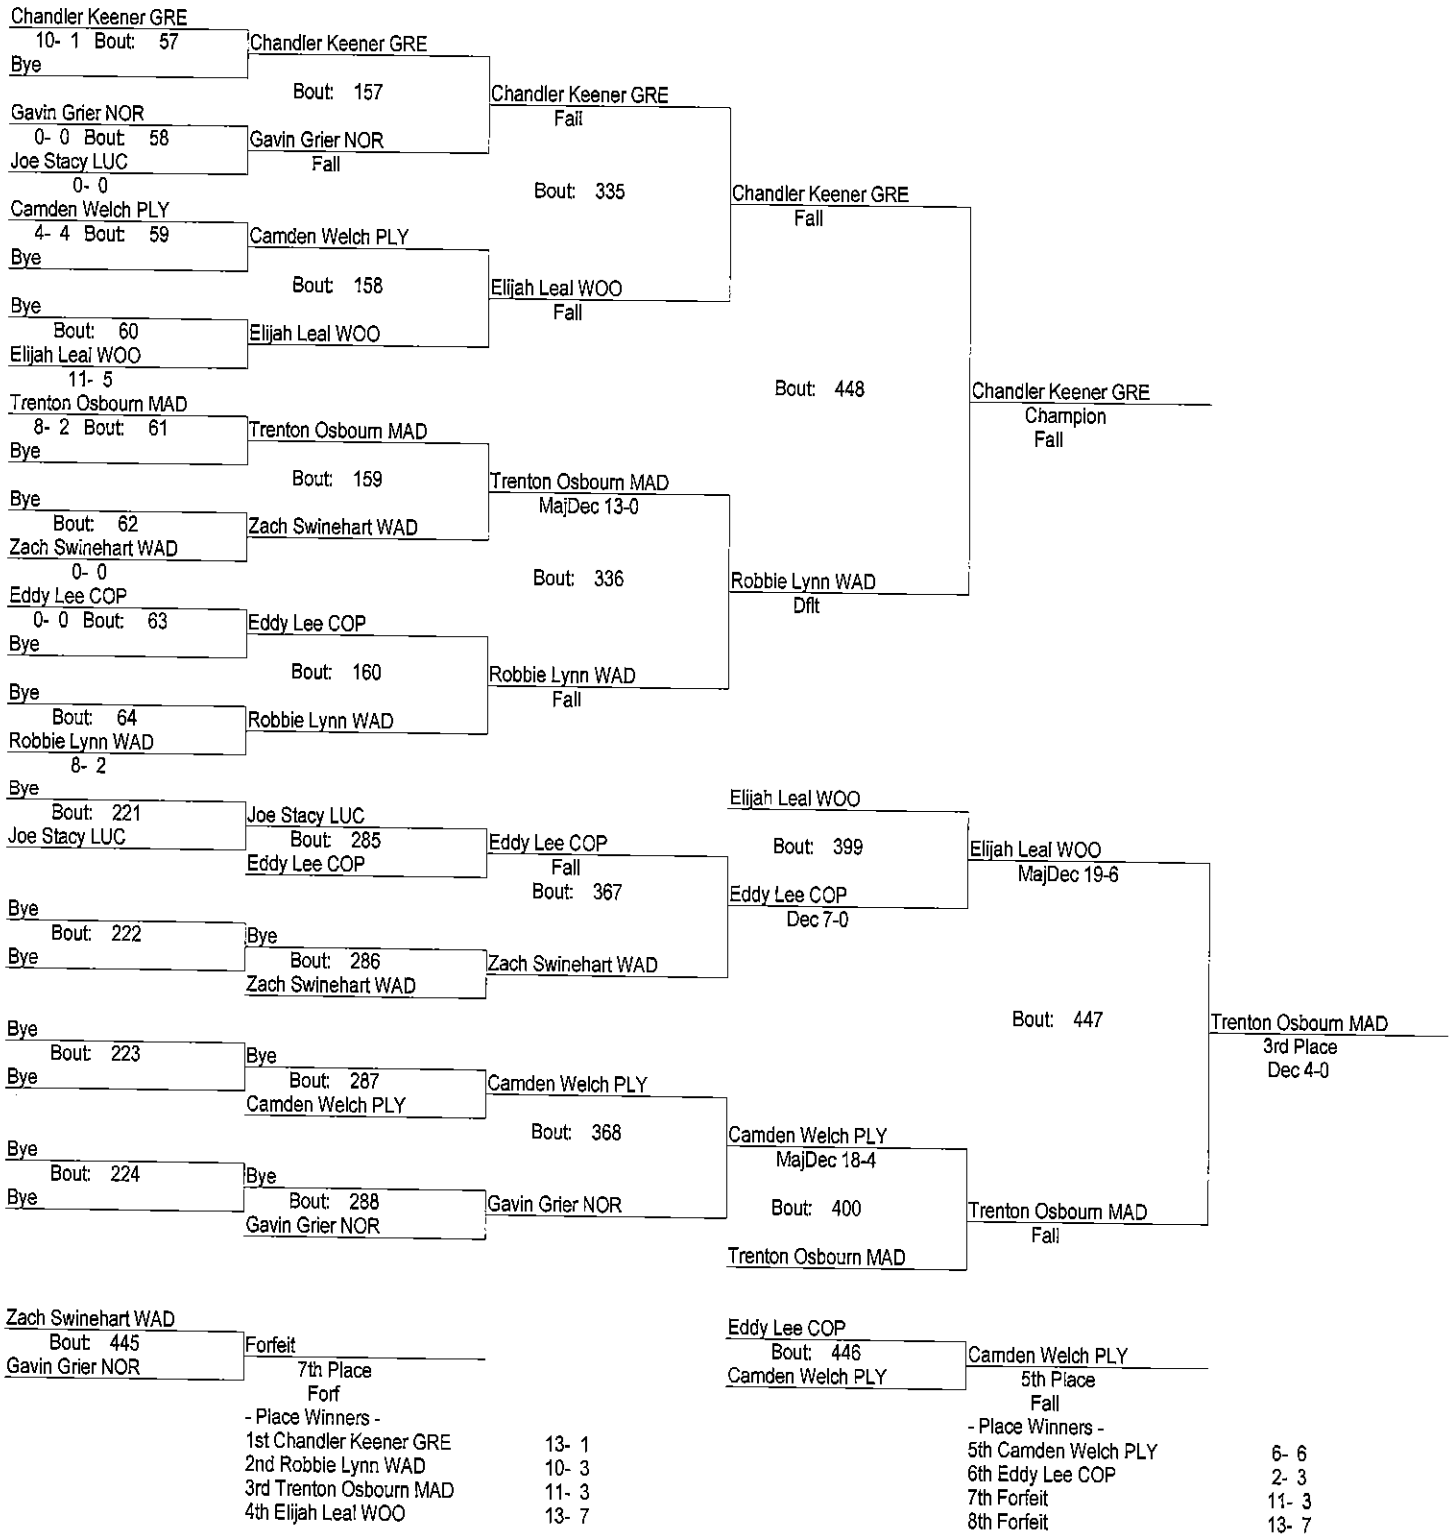 Chandler Keener GRE
10- 1 Bout: 57
Bye
Chandler Keener GRE
Bout: 157
Gavin Grier NOR
0- 0 Bout: 58
Joe Stacy LUC
0- 0
Gavin Grier NOR
Fall
Chandler Keener GRE
Fall
Bout: 335
Camden Welch PLY
4- 4 Bout: 59
Bye
Camden Welch PLY
Bout: 158
Bye
Bout: 60
Elijah Leal WOO
11- 5
Elijah Leal WOO
Elijah Leal WOO
Fall
Chandler Keener GRE
Fall
Bout: 448
Trenton Osbourn MAD
8- 2 Bout: 61
Bye
Trenton Osbourn MAD
Bout: 159
Bye
Bout: 62
Zach Swinehart WAD
0- 0
Zach Swinehart WAD
Trenton Osbourn MAD
MajDec 13-0
Bout: 336
Eddy Lee COP
0- 0 Bout: 63
Bye
Eddy Lee COP
Bout: 160
Bye
Bout: 64
Robbie Lynn WAD
8- 2
Robbie Lynn WAD
Robbie Lynn WAD
Fall
Robbie Lynn WAD
Dflt
Chandler Keener GRE
Champion
Fall
Bye
Bout: 221
Joe Stacy LUC
Joe Stacy LUC
Bout: 285
Eddy Lee COP
Eddy Lee COP
Fall
Bout: 367
Bye
Bout: 222
Bye
Bye
Bout: 286
Zach Swinehart WAD
Zach Swinehart WAD
Elijah Leal WOO
Bout: 399
Eddy Lee COP
Dec 7-0
Elijah Leal WOO
MajDec 19-6
Bout: 447
Bye
Bout: 223
Bye
Bye
Bout: 287
Camden Welch PLY
Camden Welch PLY
Bout: 368
Bye
Bout: 224
Bye
Bye
Bout: 288
Gavin Grier NOR
Gavin Grier NOR
Camden Welch PLY
MajDec 18-4
Bout: 400
Trenton Osbourn MAD
Trenton Osbourn MAD
Fall
Trenton Osbourn MAD
3rd Place
Dec 4-0
Zach Swinehart WAD
Bout: 445
Gavin Grier NOR
Forfeit
7th Place
Forf
- Place Winners -
1st Chandler Keener GRE 13- 1
2nd Robbie Lynn WAD 10- 3
3rd Trenton Osbourn MAD 11- 3
4th Elijah Leal WOO 13- 7
Eddy Lee COP
Bout: 446
Camden Welch PLY
Camden Welch PLY
5th Place
Fall
- Place Winners -
5th Camden Welch PLY 6- 6
6th Eddy Lee COP 2- 3
7th Forfeit 11- 3
8th Forfeit 13- 7